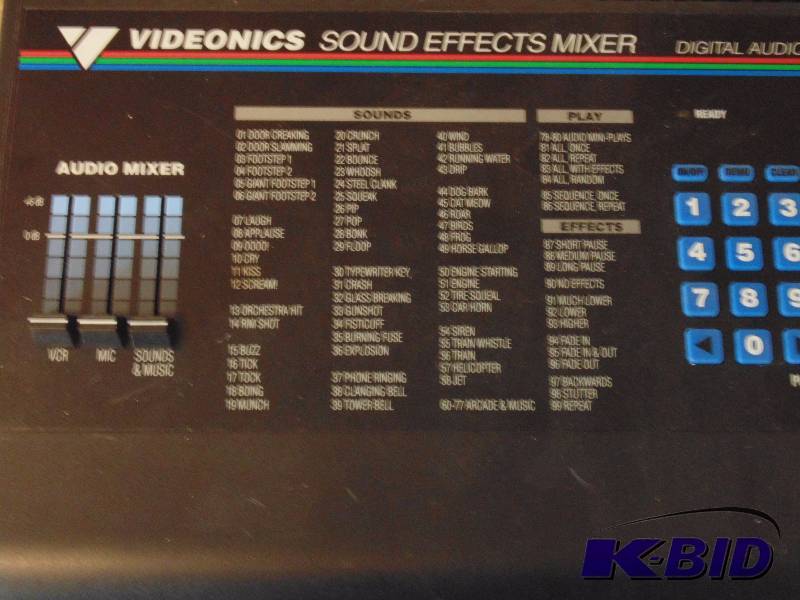 VIDEONICS SOUND EFFECTS MIXER DIGITAL AUDIO
READY
AUDIO MIXER
+6 dB
0 dB
VCR MIC SOUNDS & MUSIC
SOUNDS
01 DOOR CREAKING
02 DOOR SLAMMING
03 FOOTSTEP 1
04 FOOTSTEP 2
05 GIANT FOOTSTEP 1
06 GIANT FOOTSTEP 2
07 LAUGH
08 APPLAUSE
09 OOOO!
10 CRY
11 KISS
12 SCREAM!
13 ORCHESTRA HIT
14 RIM SHOT
15 BUZZ
16 TICK
17 TOCK
18 BOING
19 MUNCH
20 CRUNCH
21 SPLAT
22 BOUNCE
23 WHOOSH
24 STEEL CLANK
25 SQUEAK
26 PIP
27 POP
28 BONK
29 FLOOP
30 TYPEWRITER KEY
31 CRASH
32 GLASS BREAKING
33 GUNSHOT
34 FISTICUFF
35 BURNING FUSE
36 EXPLOSION
37 PHONE RINGING
38 CLANGING BELL
39 TOWER BELL
40 WIND
41 BUBBLES
42 RUNNING WATER
43 DRIP
44 DOG BARK
45 CAT MEOW
46 ROAR
47 BIRDS
48 FROG
49 HORSE GALLOP
50 ENGINE STARTING
51 ENGINE
52 TIRE SQUEAL
53 CAR HORN
54 SIREN
55 TRAIN WHISTLE
56 TRAIN
57 HELICOPTER
58 JET
60-77 ARCADE & MUSIC
PLAY
78-80 AUDIO MINI-PLAYS
81 ALL, ONCE
82 ALL, REPEAT
83 ALL, WITH EFFECTS
84 ALL, RANDOM
85 SEQUENCE, ONCE
86 SEQUENCE, REPEAT
EFFECTS
87 SHORT PAUSE
88 MEDIUM PAUSE
89 LONG PAUSE
90 NO EFFECTS
91 MUCH LOWER
92 LOWER
93 HIGHER
94 FADE IN
95 FADE IN & OUT
96 FADE OUT
97 BACKWARDS
98 STUTTER
99 REPEAT
ON/OFF DEMO CLEAR
1 2 3
4 5 6
7 8 9
0
K-BID